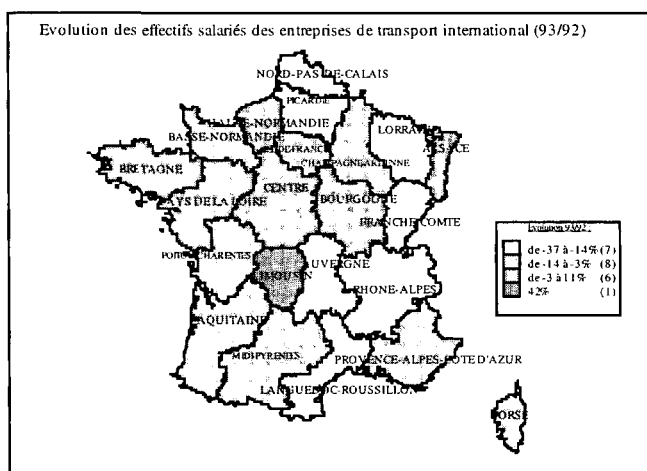 Evolution des effectifs salariés des entreprises de transport international (93/92)
NORD-PAS-DE-CALAIS
PICARDIE
HAUTE-NORMANDIE
BASSE-NORMANDIE
LORRAINE
ALSACE
ILE DE FRANCE
CHAMPAGNE-ARDENNE
BRETAGNE
CENTRE
PAYS DE LA LOIRE
BOURGOGNE
FRANCHE-COMTE
POITOU-CHARENTES
AUVERGNE
LIMOUSIN
RHONE-ALPES
AQUITAINE
MIDI-PYRENEES
PROVENCE-ALPES-COTE D'AZUR
LANGUEDOC-ROUSSILLON
CORSE
Evolution 93/92
de -37 à -14% (7)
de -14 à -3% (8)
de -3 à 11% (6)
42% (1)